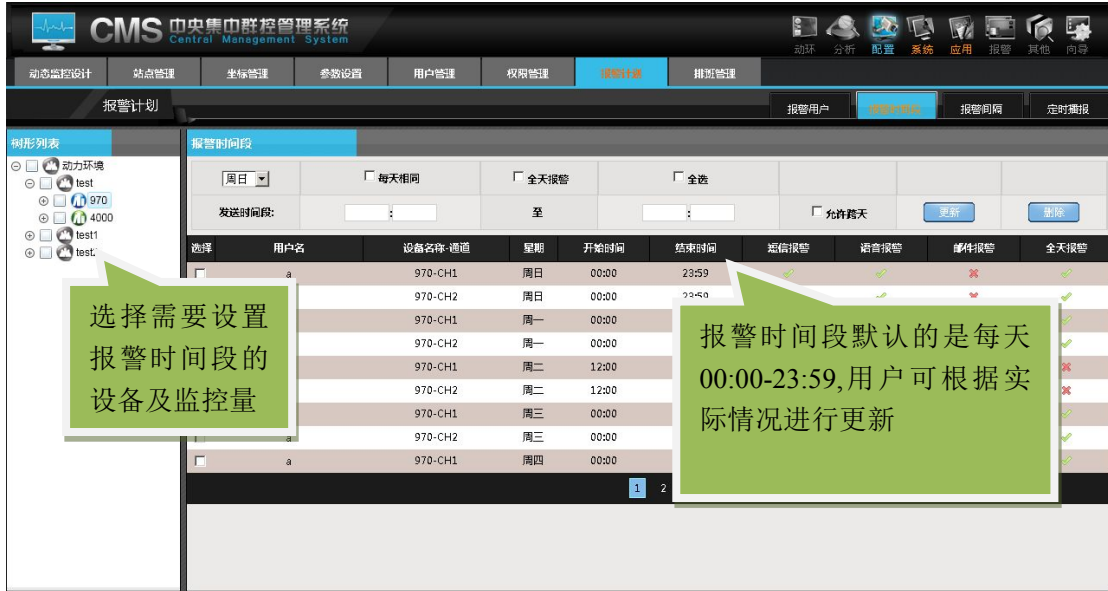 CMS 中央集中群控管理系统
Central Management System
动环 分析 配置 系统 应用 报警 其他 向导
动态监控设计 站点管理 坐标管理 参数设置 用户管理 权限管理 报警计划 排班管理
报警计划 报警用户 报警时间段 报警间隔 定时播报
树形列表 报警时间段
动力环境
test
970
4000
test1
test
周日 每天相同 全天报警 全选
发送时间段: : 至 : 允许跨天 更新 删除
选择 用户名 设备名称-通道 星期 开始时间 结束时间 短信报警 语音报警 邮件报警 全天报警
a 970-CH1 周日 00:00 23:59
970-CH2 周日 00:00 23:59
970-CH1 周一 00:00
970-CH2 周一 00:00
970-CH1 周二 12:00
970-CH2 周二 12:00
970-CH1 周三 00:00
a 970-CH2 周三 00:00
a 970-CH1 周四 00:00
1 2
选择需要设置
报警时间段的
设备及监控量
报警时间段默认的是每天
00:00-23:59,用户可根据实
际情况进行更新